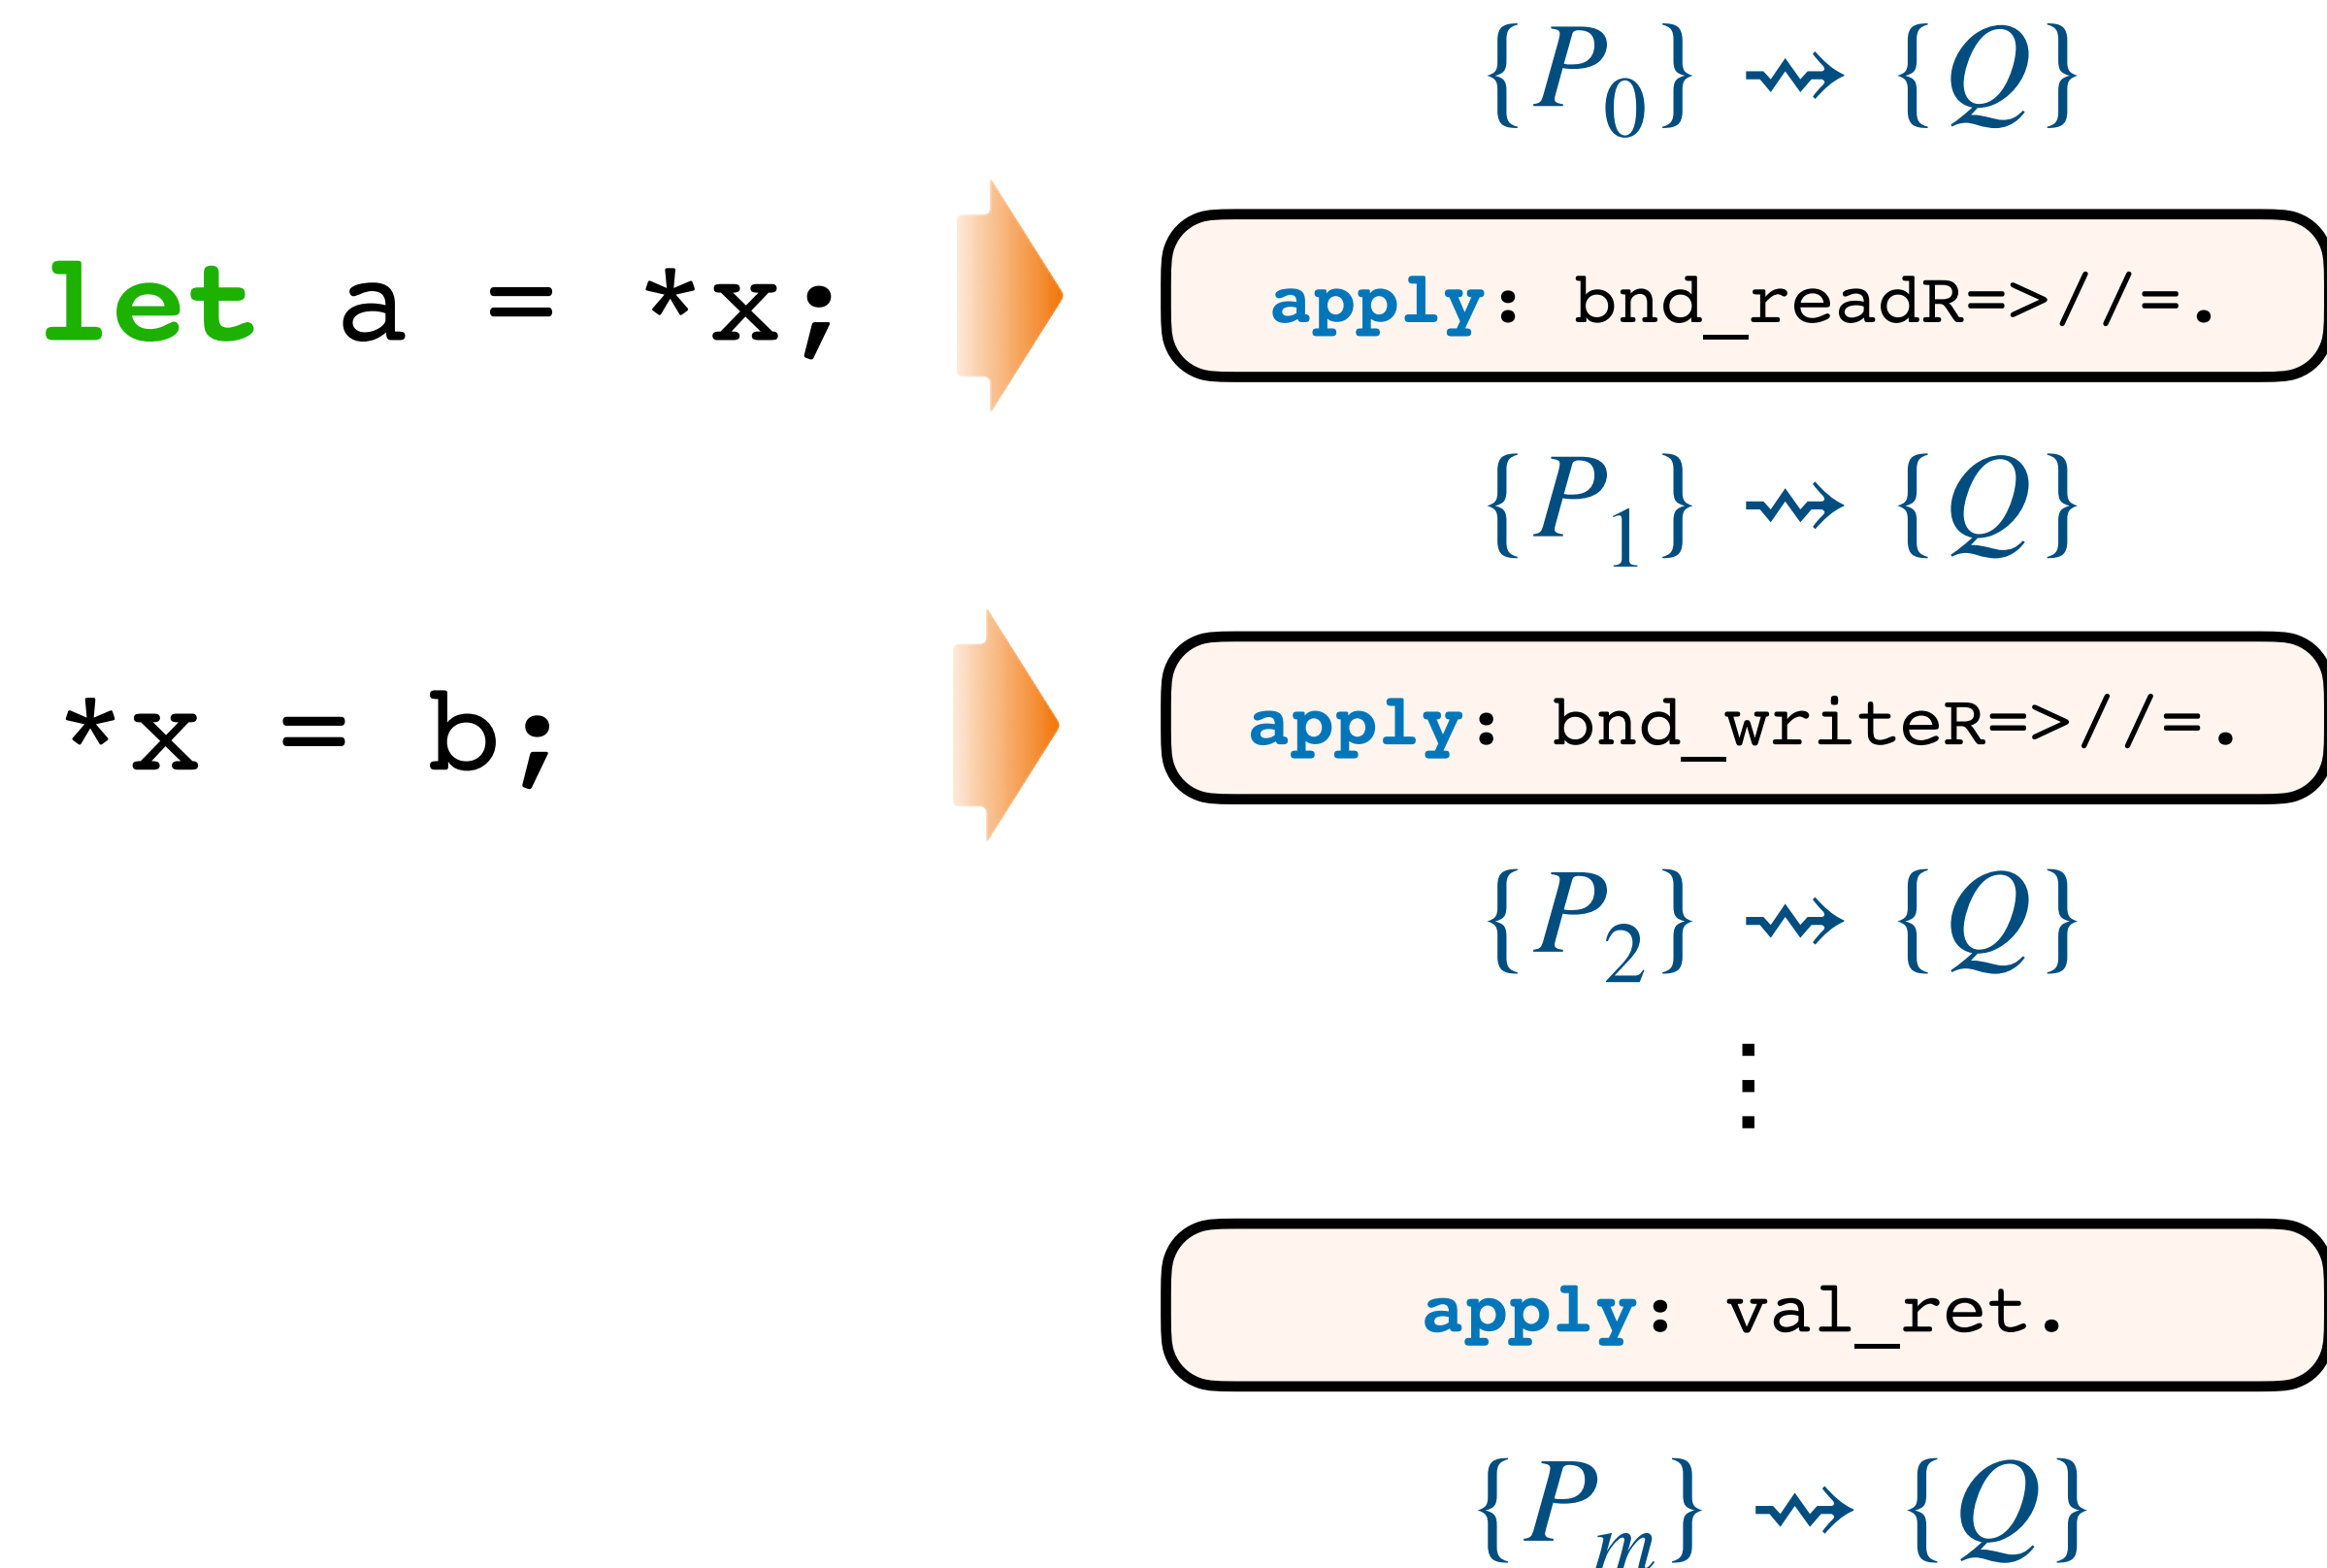 {P₀} ⇝ {Q}
let a = *x;
apply: bnd_readR=>//=.
{P₁} ⇝ {Q}
*x = b;
apply: bnd_writeR=>//=.
{P₂} ⇝ {Q}
⋮
apply: val_ret.
{Pₘ} ⇝ {Q}